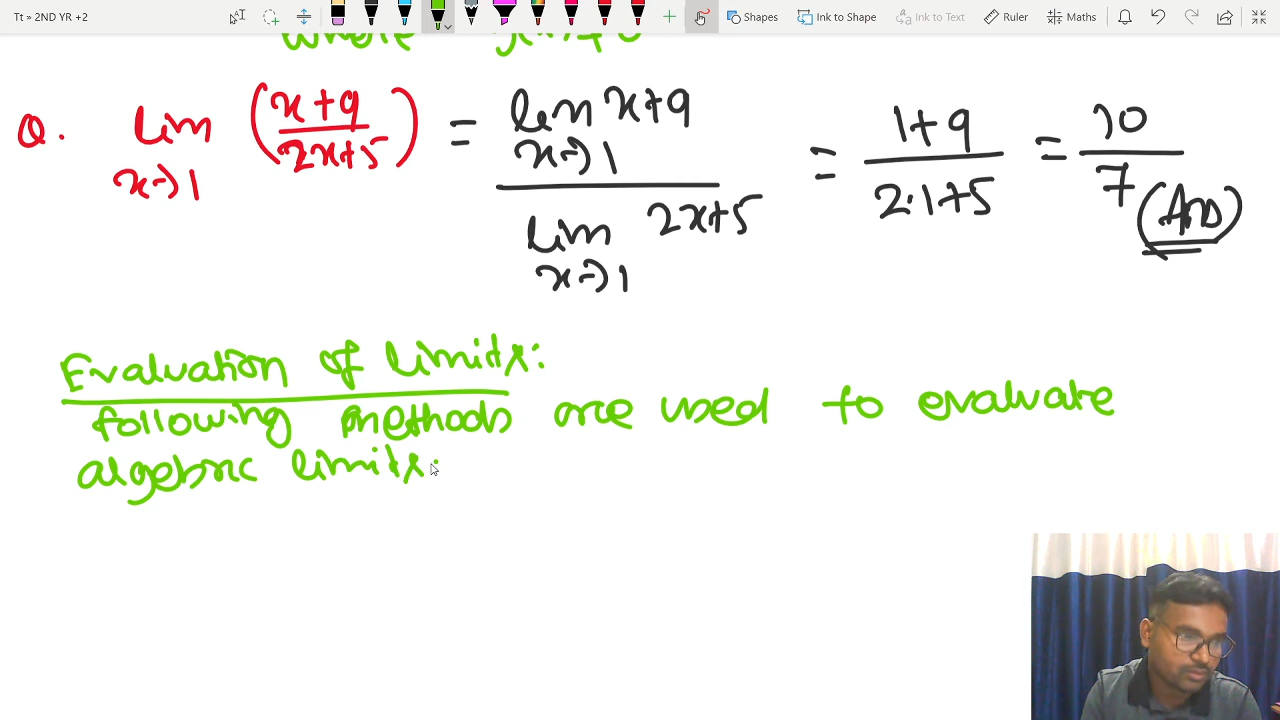 Tt » 2ND YR +2
Shapes
Ink to Shape
Ink to Text
Ruler
Maths
where
Q. lim x→1 (x+9 / 2x+5) = lim x→1 x+9 / lim x→1 2x+5 = 1+9 / 2·1+5 = 10 / 7 (Ans)
Evaluation of limits:
following methods are used to evaluate
algebric limits: